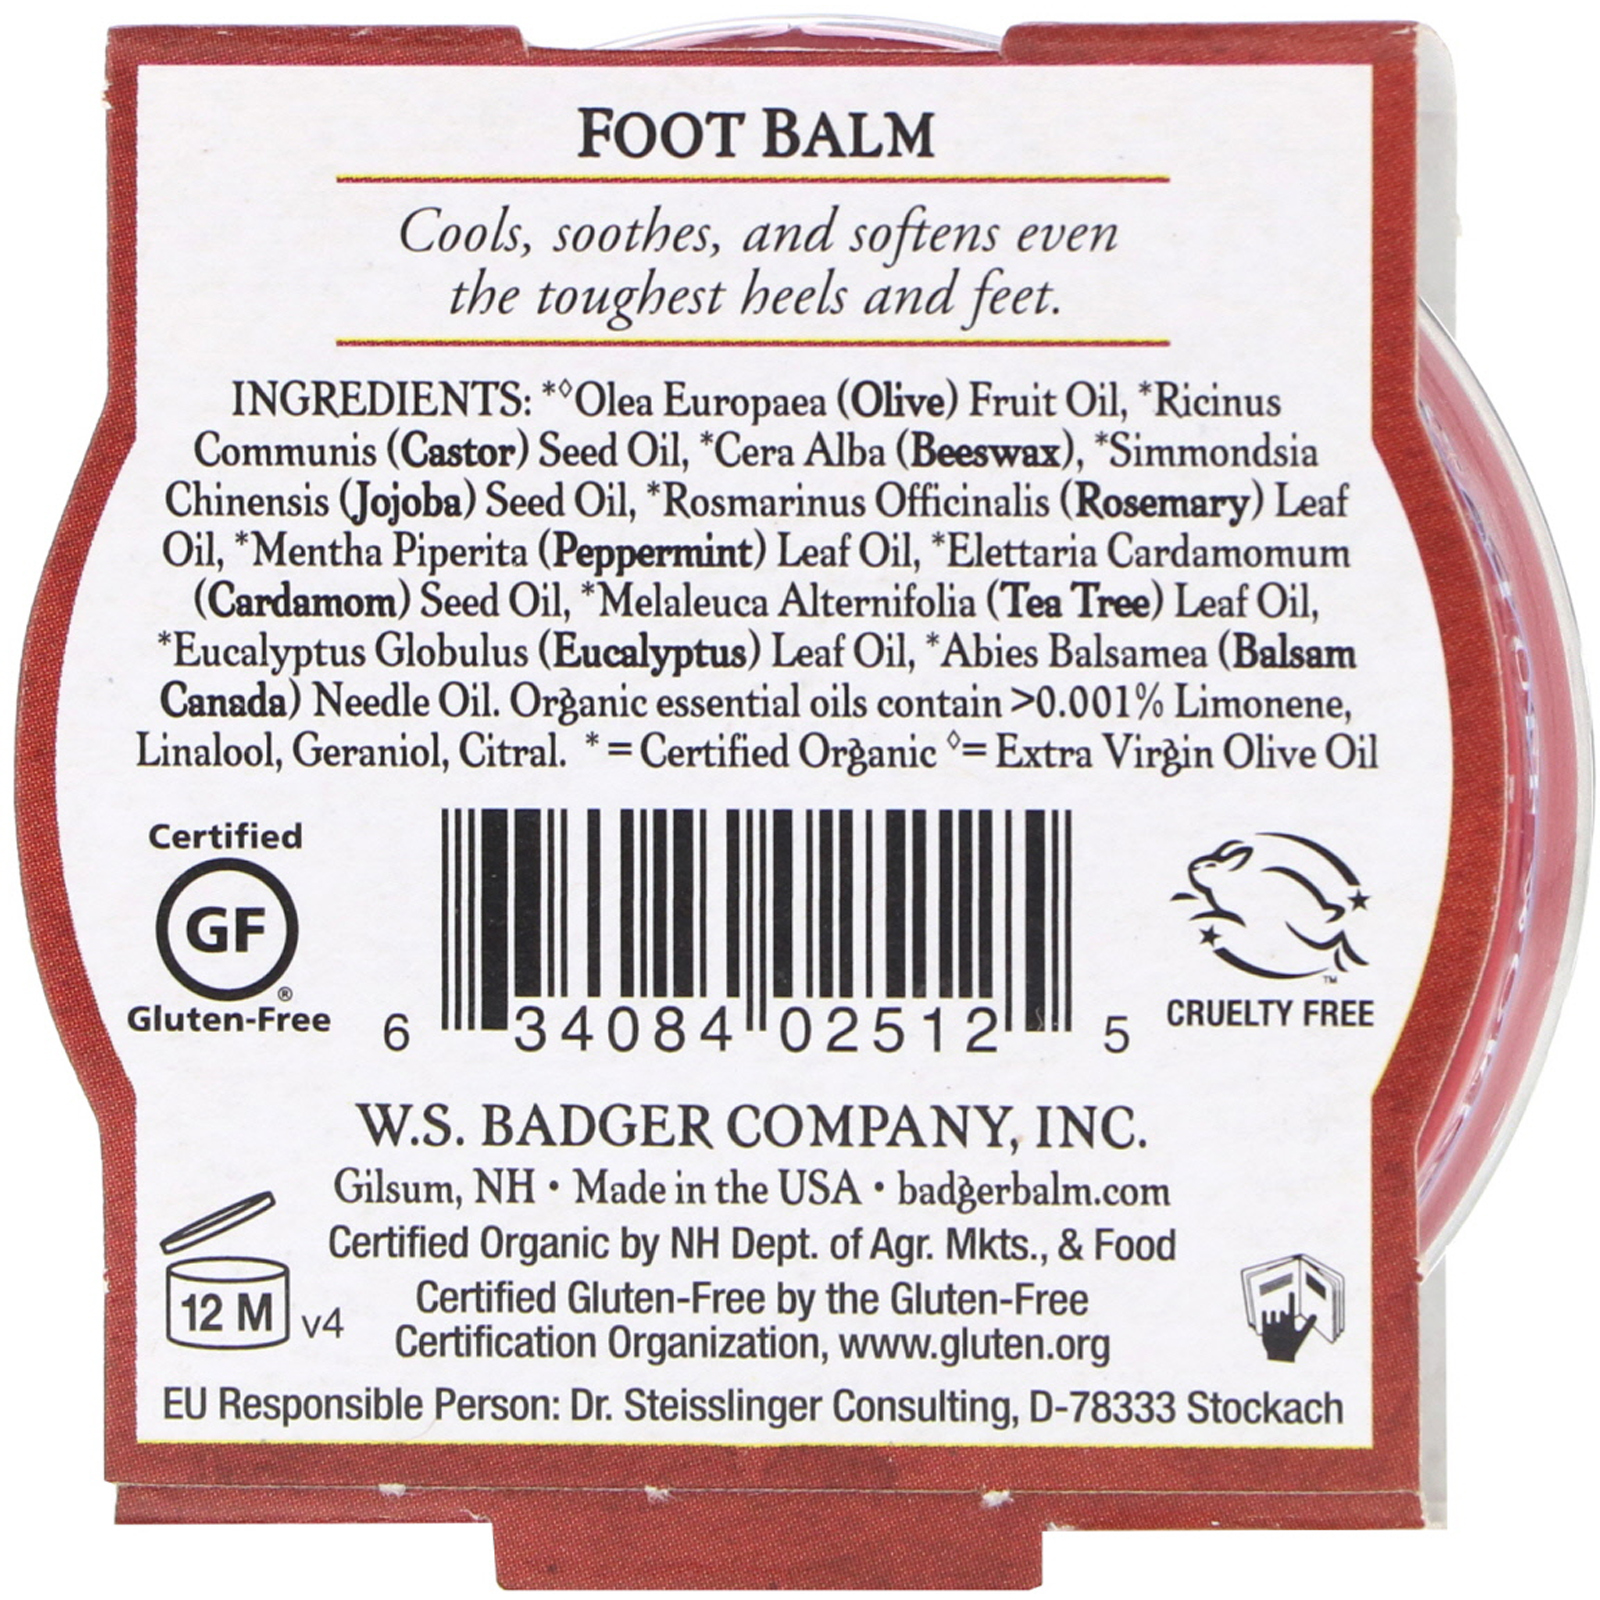 FOOT BALM
Cools, soothes, and softens even
the toughest heels and feet.
INGREDIENTS: *◊Olea Europaea (Olive) Fruit Oil, *Ricinus
Communis (Castor) Seed Oil, *Cera Alba (Beeswax), *Simmondsia
Chinensis (Jojoba) Seed Oil, *Rosmarinus Officinalis (Rosemary) Leaf
Oil, *Mentha Piperita (Peppermint) Leaf Oil, *Elettaria Cardamomum
(Cardamom) Seed Oil, *Melaleuca Alternifolia (Tea Tree) Leaf Oil,
*Eucalyptus Globulus (Eucalyptus) Leaf Oil, *Abies Balsamea (Balsam
Canada) Needle Oil. Organic essential oils contain >0.001% Limonene,
Linalool, Geraniol, Citral. * = Certified Organic ◊= Extra Virgin Olive Oil
Certified
GF
®
Gluten-Free
6 34084 02512 5
TM
CRUELTY FREE
W.S. BADGER COMPANY, INC.
Gilsum, NH • Made in the USA • badgerbalm.com
Certified Organic by NH Dept. of Agr. Mkts., & Food
Certified Gluten-Free by the Gluten-Free
Certification Organization, www.gluten.org
12 M v4
EU Responsible Person: Dr. Steisslinger Consulting, D-78333 Stockach